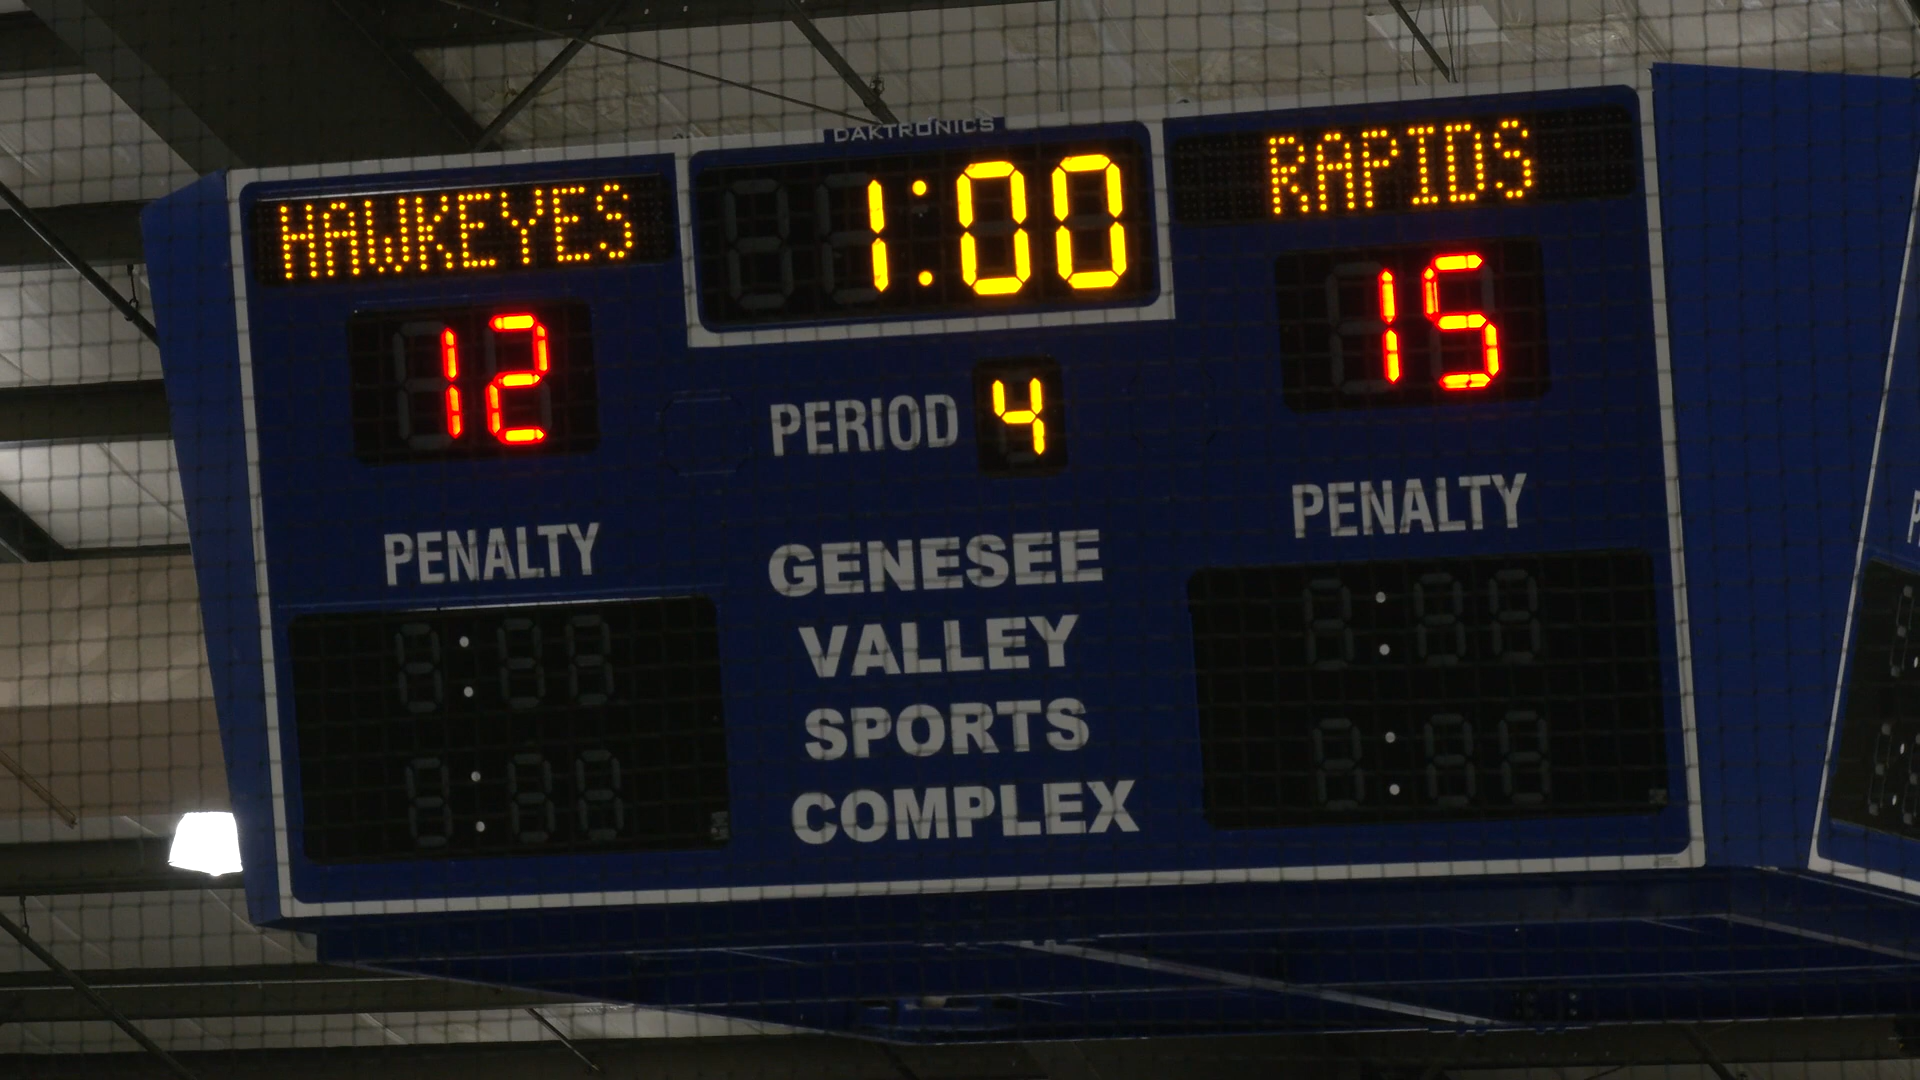 DAKTRONICS
HAWKEYES 1:00 RAPIDS
12 15
PERIOD 4
PENALTY PENALTY
GENESEE
VALLEY
SPORTS
COMPLEX